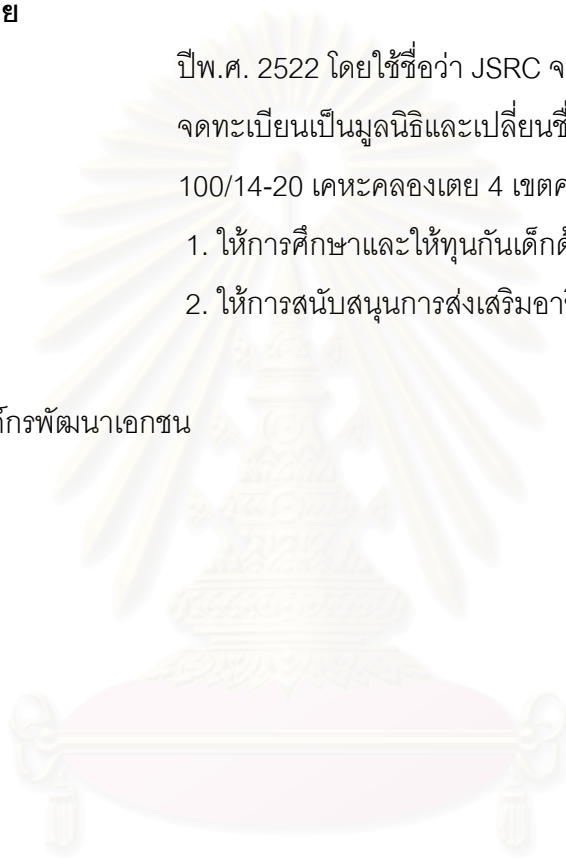 ย
ปีพ.ศ. 2522 โดยใช้ชื่อว่า JSRC จ
จดทะเบียนเป็นมูลนิธิและเปลี่ยนชื่
100/14-20 เคหะคลองเตย 4 เขตค
1. ให้การศึกษาและให้ทุนกันเด็กด้
2. ให้การสนับสนุนการส่งเสริมอาชี
ค์กรพัฒนาเอกชน